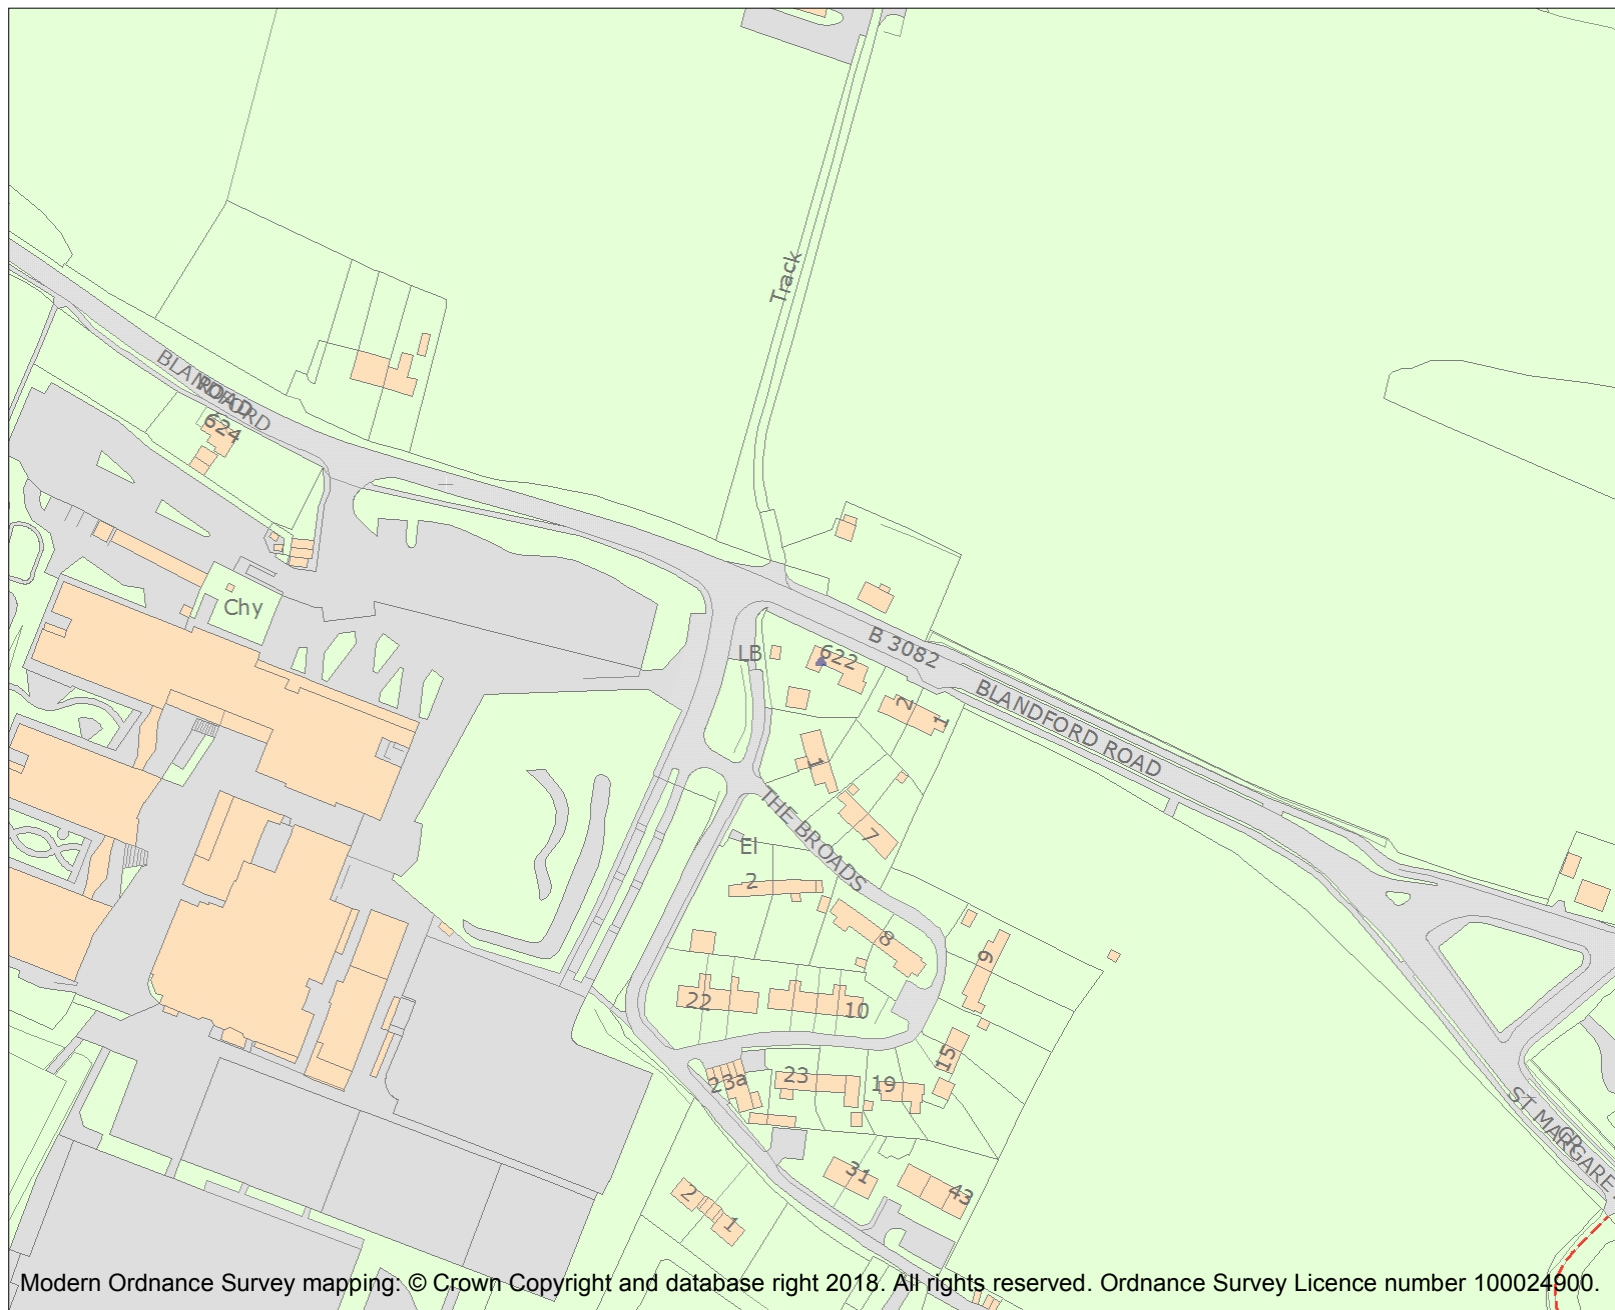 Track
BLANDFORD
ROAD
624
Chy
LB
622
B 3082
BLANDFORD ROAD
2
1
1
7
THE BROADS
El
2
8
9
22
10
15
23a
23
19
31
43
2
1
ST MARGARE
Modern Ordnance Survey mapping: © Crown Copyright and database right 2018. All rights reserved. Ordnance Survey Licence number 100024900.